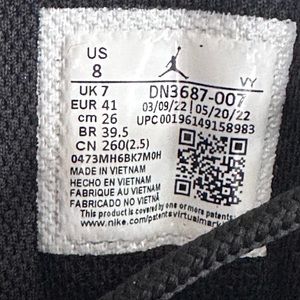 US
8
VY
UK 7
DN3687-007
EUR 41
03/09/22 05/20/22
cm 26
UPC 00196149158983
BR 39.5
CN 260(2.5)
0473MH6BK7M0H
MADE IN VIETNAM
HECHO EN VIETNAM
FABRIQUE AU VIETNAM
FABRICADO NO VIETNÃ
This product may be covered by one or more
www.nike.com/patents